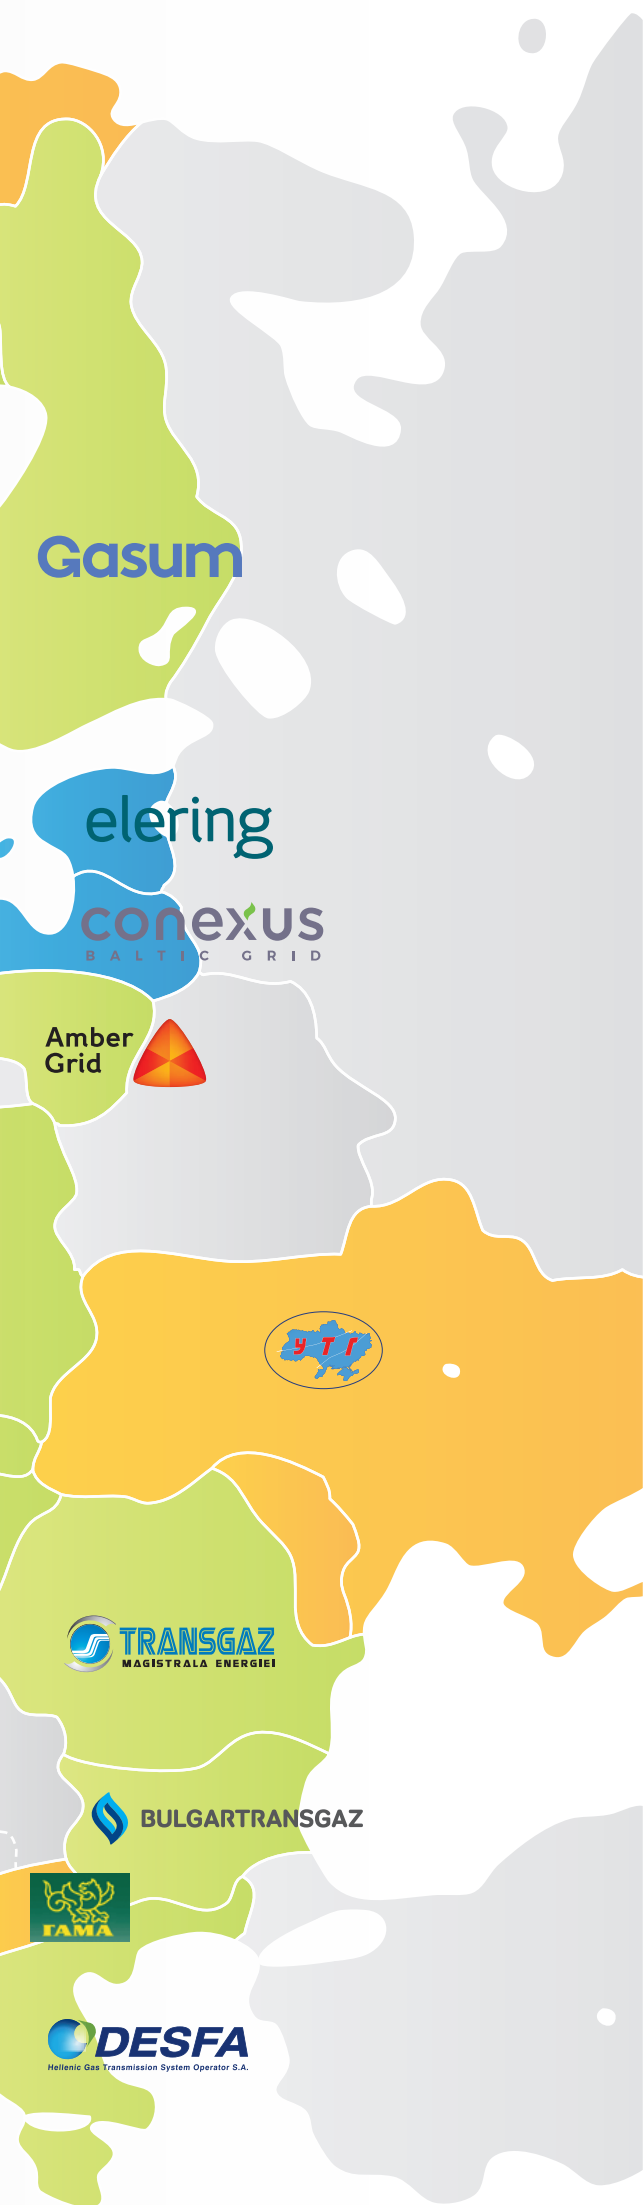 Gasum
elering
conexus
BALTIC GRID
Amber
Grid
УТГ
TRANSGAZ
MAGISTRALA ENERGIEI
BULGARTRANSGAZ
ГАМА
DESFA
Hellenic Gas Transmission System Operator S.A.